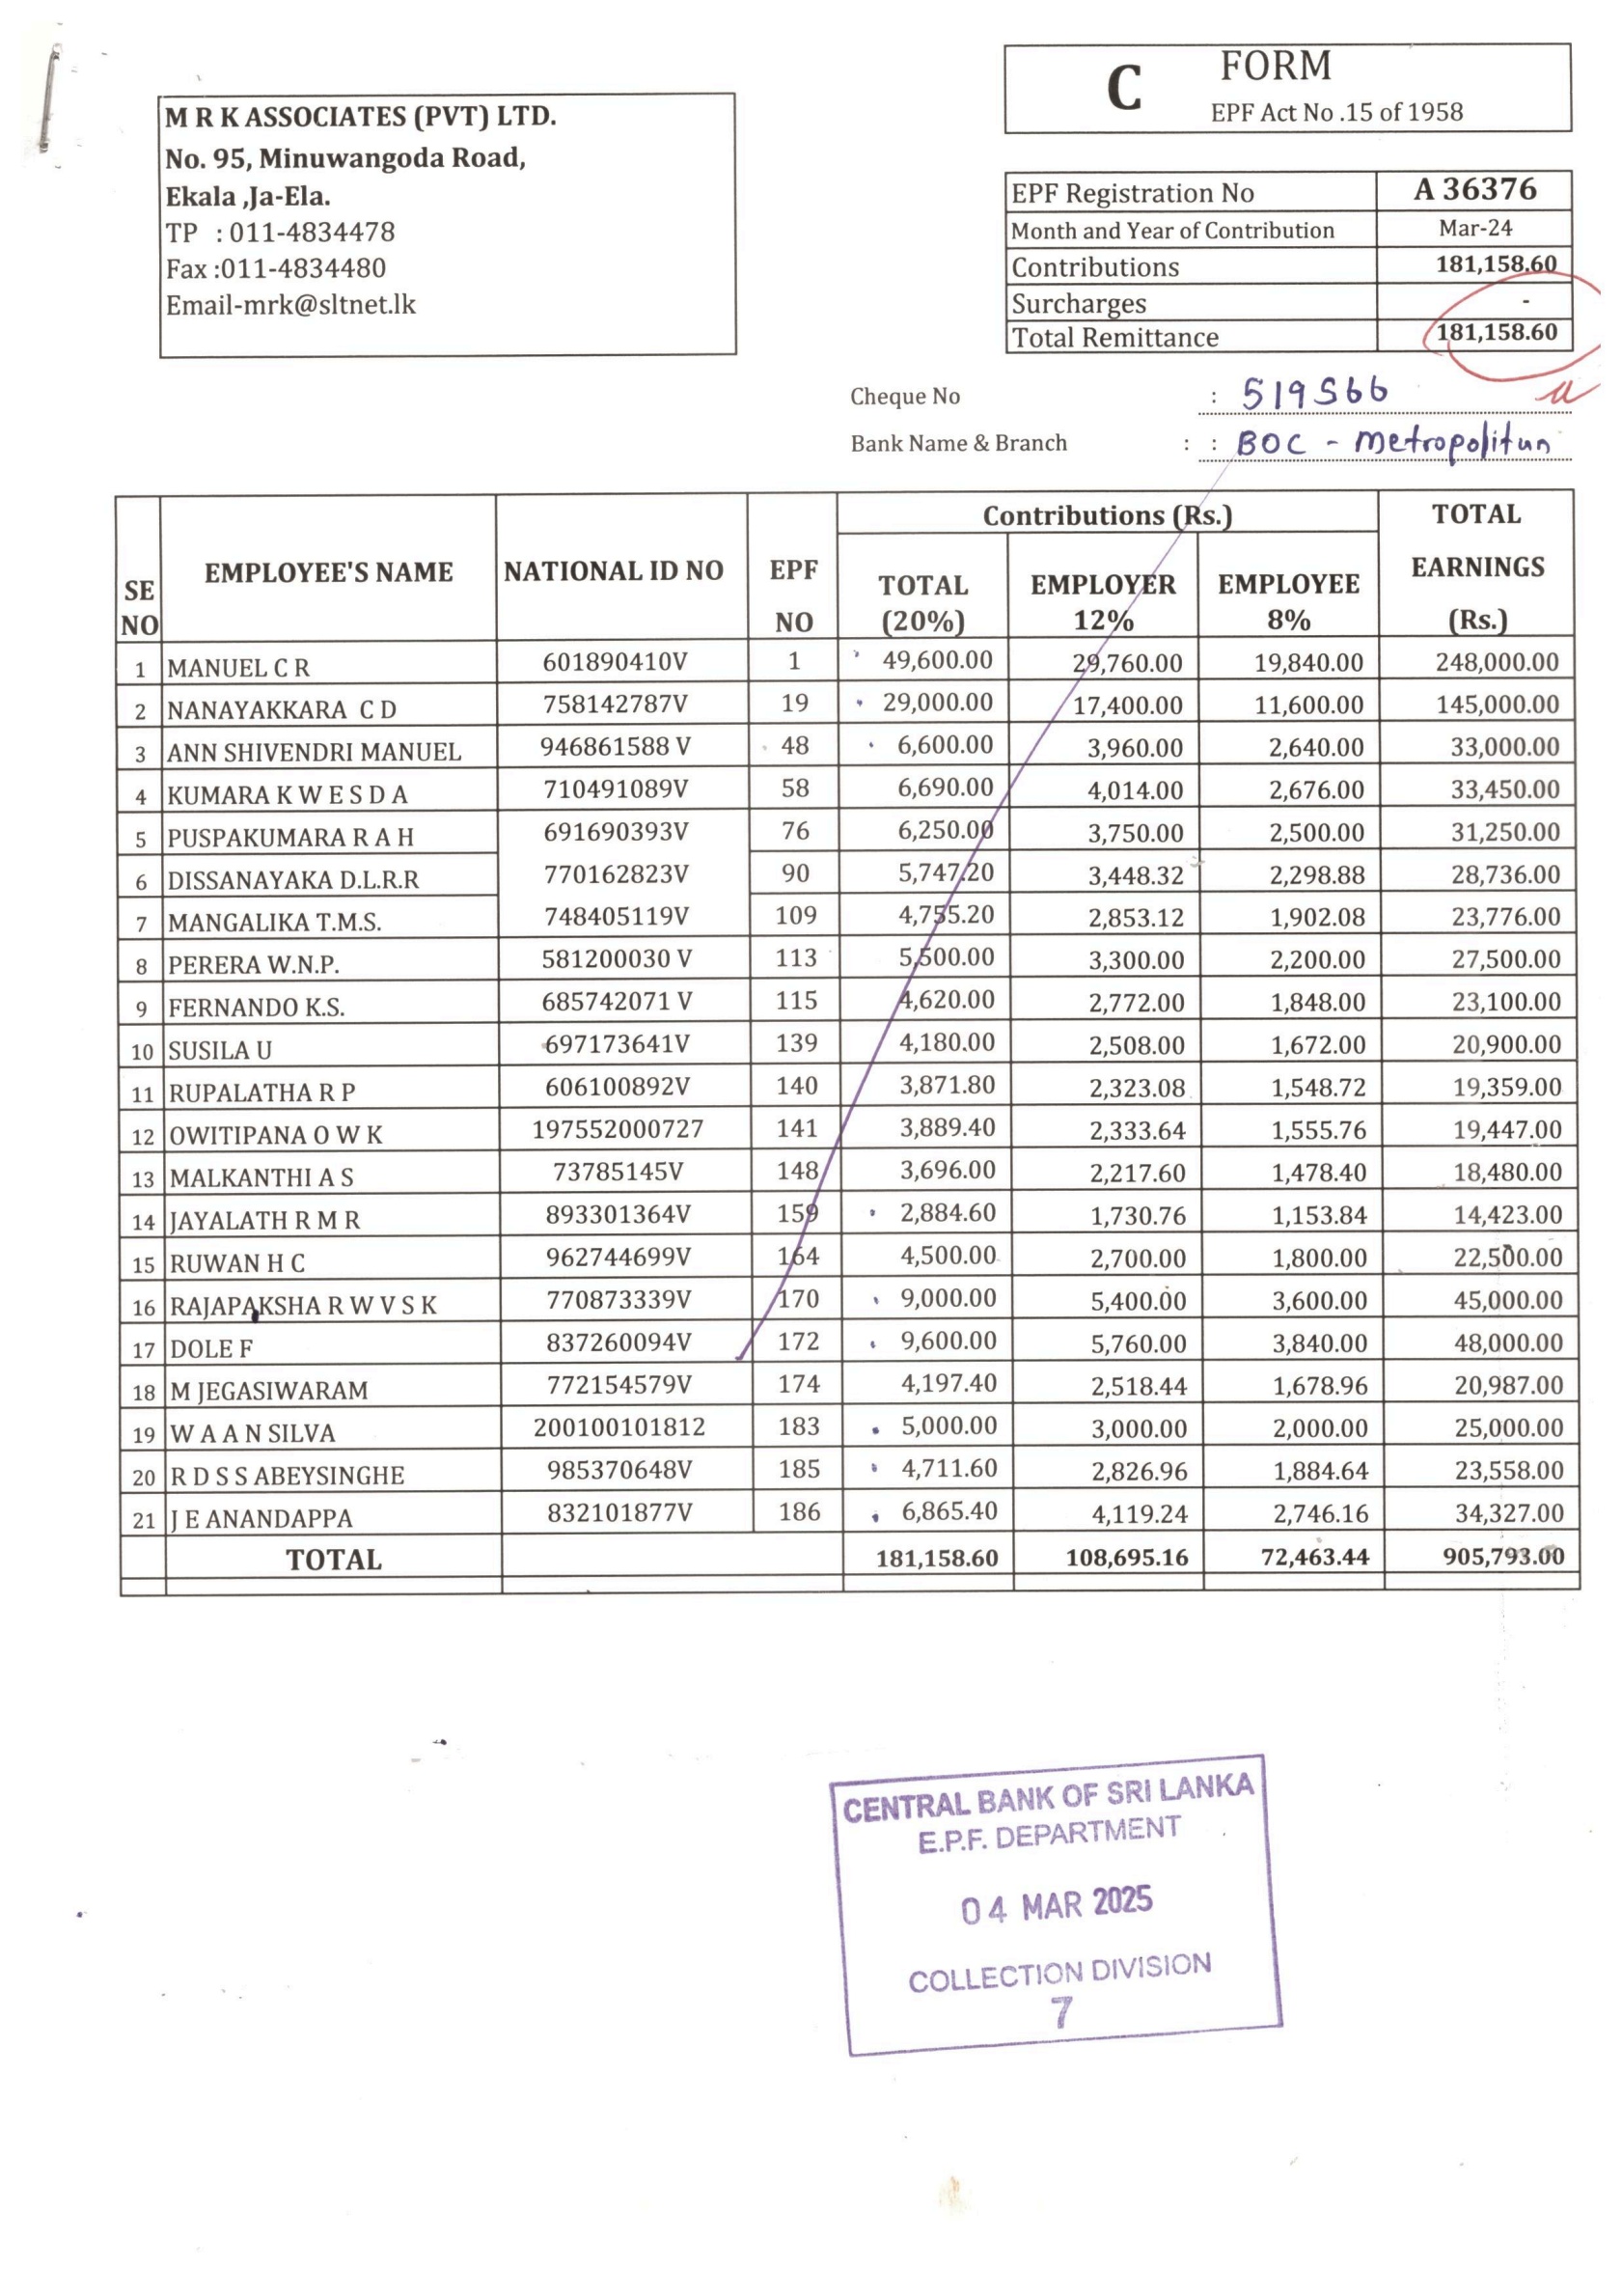 C FORM
EPF Act No .15 of 1958
M R K ASSOCIATES (PVT) LTD.
No. 95, Minuwangoda Road,
Ekala ,Ja-Ela.
TP : 011-4834478
Fax :011-4834480
Email-mrk@sltnet.lk
EPF Registration No A 36376
Month and Year of Contribution Mar-24
Contributions 181,158.60
Surcharges -
Total Remittance 181,158.60
Cheque No : 519566
Bank Name & Branch : : BOC - Metropolitan
SE NO EMPLOYEE'S NAME NATIONAL ID NO EPF NO Contributions (Rs.) TOTAL (20%) EMPLOYER 12% EMPLOYEE 8% TOTAL EARNINGS (Rs.)
1 MANUEL C R 601890410V 1 49,600.00 29,760.00 19,840.00 248,000.00
2 NANAYAKKARA C D 758142787V 19 29,000.00 17,400.00 11,600.00 145,000.00
3 ANN SHIVENDRI MANUEL 946861588 V 48 6,600.00 3,960.00 2,640.00 33,000.00
4 KUMARA K W E S D A 710491089V 58 6,690.00 4,014.00 2,676.00 33,450.00
5 PUSPAKUMARA R A H 691690393V 76 6,250.00 3,750.00 2,500.00 31,250.00
6 DISSANAYAKA D.L.R.R 770162823V 90 5,747.20 3,448.32 2,298.88 28,736.00
7 MANGALIKA T.M.S. 748405119V 109 4,755.20 2,853.12 1,902.08 23,776.00
8 PERERA W.N.P. 581200030 V 113 5,500.00 3,300.00 2,200.00 27,500.00
9 FERNANDO K.S. 685742071 V 115 4,620.00 2,772.00 1,848.00 23,100.00
10 SUSILA U 697173641V 139 4,180.00 2,508.00 1,672.00 20,900.00
11 RUPALATHA R P 606100892V 140 3,871.80 2,323.08 1,548.72 19,359.00
12 OWITIPANA O W K 197552000727 141 3,889.40 2,333.64 1,555.76 19,447.00
13 MALKANTHI A S 73785145V 148 3,696.00 2,217.60 1,478.40 18,480.00
14 JAYALATH R M R 893301364V 159 2,884.60 1,730.76 1,153.84 14,423.00
15 RUWAN H C 962744699V 164 4,500.00 2,700.00 1,800.00 22,500.00
16 RAJAPAKSHA R W V S K 770873339V 170 9,000.00 5,400.00 3,600.00 45,000.00
17 DOLE F 837260094V 172 9,600.00 5,760.00 3,840.00 48,000.00
18 M JEGASIWARAM 772154579V 174 4,197.40 2,518.44 1,678.96 20,987.00
19 W A A N SILVA 200100101812 183 5,000.00 3,000.00 2,000.00 25,000.00
20 R D S S ABEYSINGHE 985370648V 185 4,711.60 2,826.96 1,884.64 23,558.00
21 J E ANANDAPPA 832101877V 186 6,865.40 4,119.24 2,746.16 34,327.00
TOTAL 181,158.60 108,695.16 72,463.44 905,793.00
CENTRAL BANK OF SRI LANKA
E.P.F. DEPARTMENT
04 MAR 2025
COLLECTION DIVISION
7